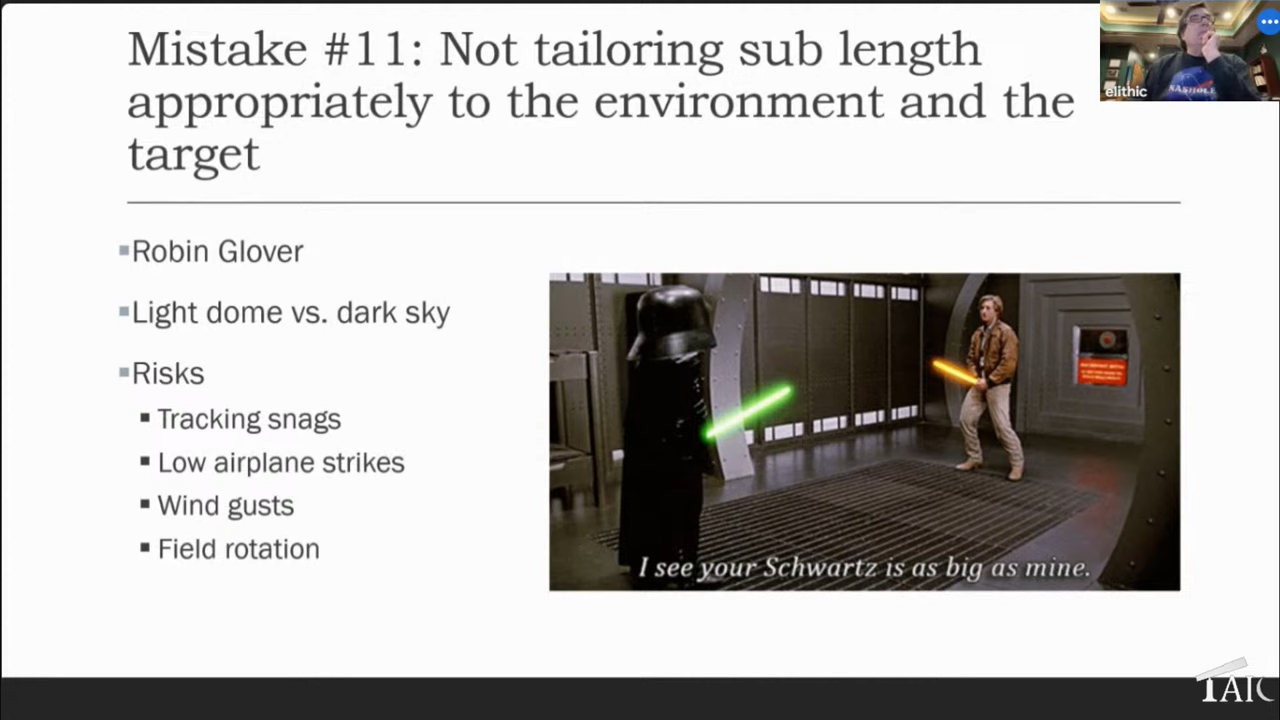 Mistake #11: Not tailoring sub length
appropriately to the environment and the
target
elithic
NASHOLE
Robin Glover
Light dome vs. dark sky
Risks
Tracking snags
Low airplane strikes
Wind gusts
Field rotation
I see your Schwartz is as big as mine.
TAIC